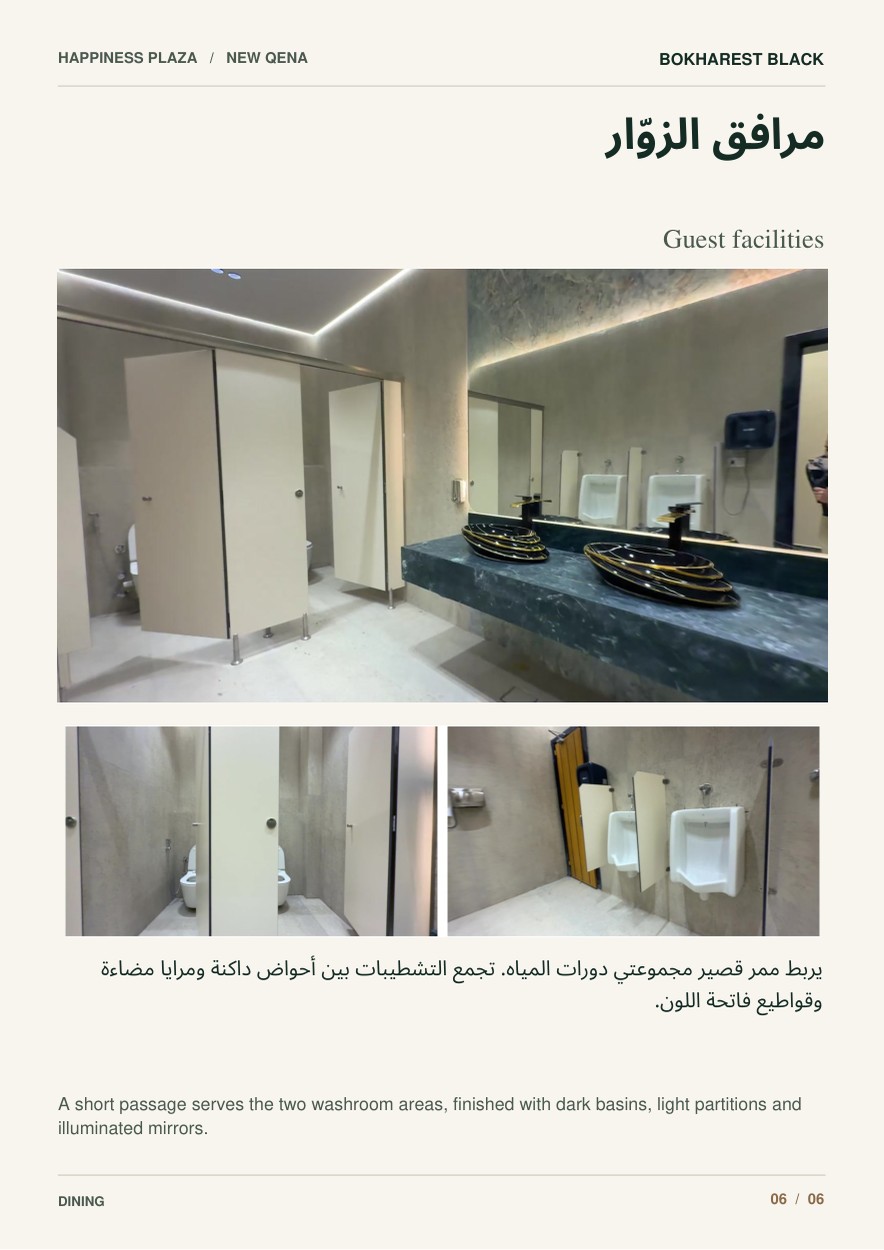 HAPPINESS PLAZA / NEW QENA
BOKHAREST BLACK
مرافق الزوّار
Guest facilities
يربط ممر قصير مجموعتي دورات المياه. تجمع التشطيبات بين أحواض داكنة ومرايا مضاءة
وقواطيع فاتحة اللون.
A short passage serves the two washroom areas, finished with dark basins, light partitions and
illuminated mirrors.
DINING
06 / 06